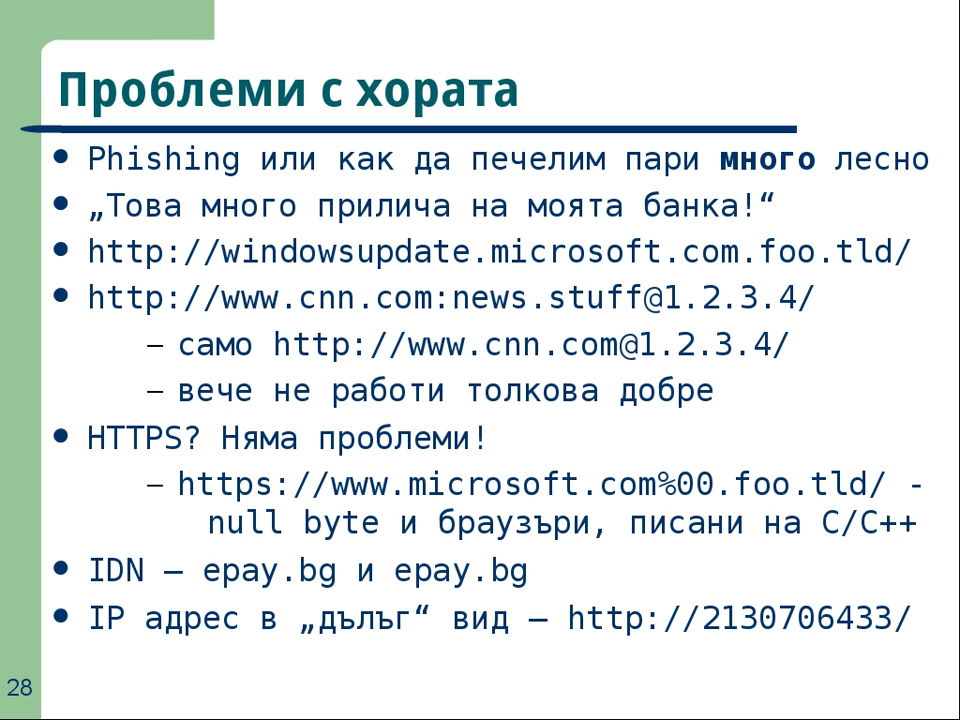 Проблеми с хората
• Phishing или как да печелим пари много лесно
• „Това много прилича на моята банка!“
• http://windowsupdate.microsoft.com.foo.tld/
• http://www.cnn.com:news.stuff@1.2.3.4/
– само http://www.cnn.com@1.2.3.4/
– вече не работи толкова добре
• HTTPS? Няма проблеми!
– https://www.microsoft.com%00.foo.tld/ -
null byte и браузъри, писани на C/C++
• IDN – epay.bg и epay.bg
• IP адрес в „дълъг“ вид – http://2130706433/
28